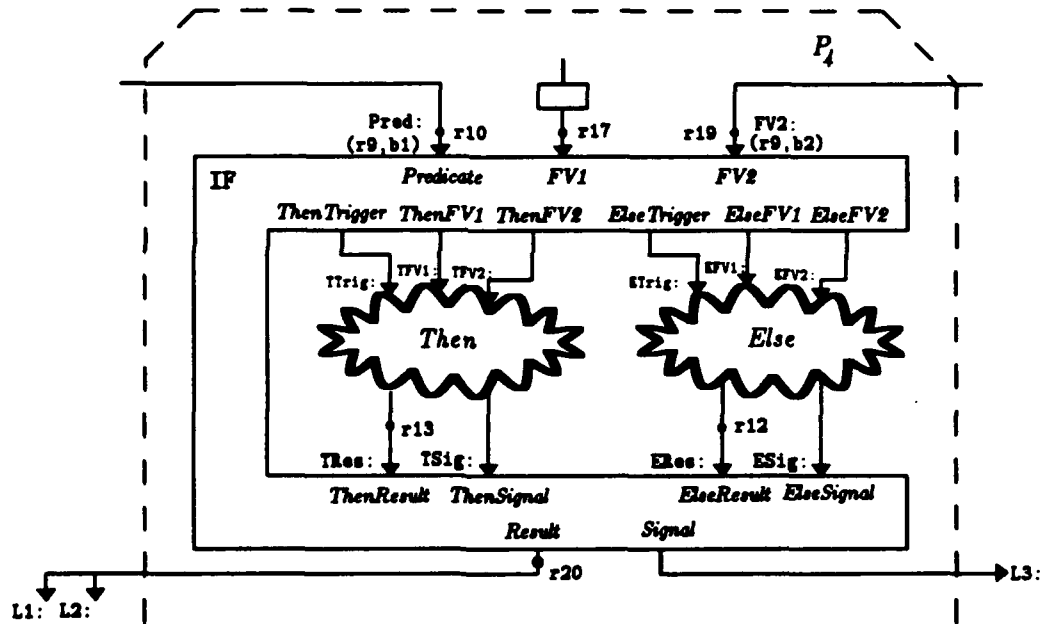 P4
Pred: r10 r17 r19 FV2:
(r9,b1) (r9,b2)
IF Predicate FV1 FV2
ThenTrigger ThenFV1 ThenFV2 ElseTrigger ElseFV1 ElseFV2
TTrig: TFV1: TFV2: ETrig: EFV1: EFV2:
Then Else
r13 r12
TRes: TSig: ERes: ESig:
ThenResult ThenSignal ElseResult ElseSignal
Result Signal
r20 L3:
L1: L2: